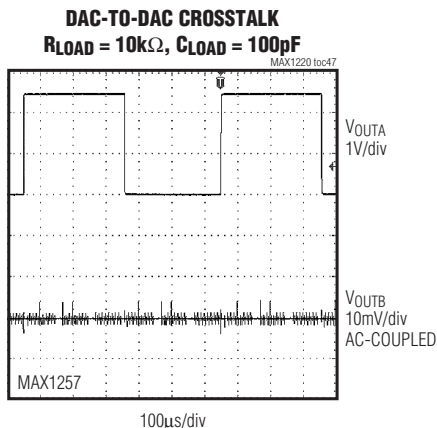 DAC-TO-DAC CROSSTALK
RLOAD = 10kΩ, CLOAD = 100pF
MAX1220 toc47
VOUTA
1V/div
VOUTB
10mV/div
AC-COUPLED
MAX1257
100µs/div